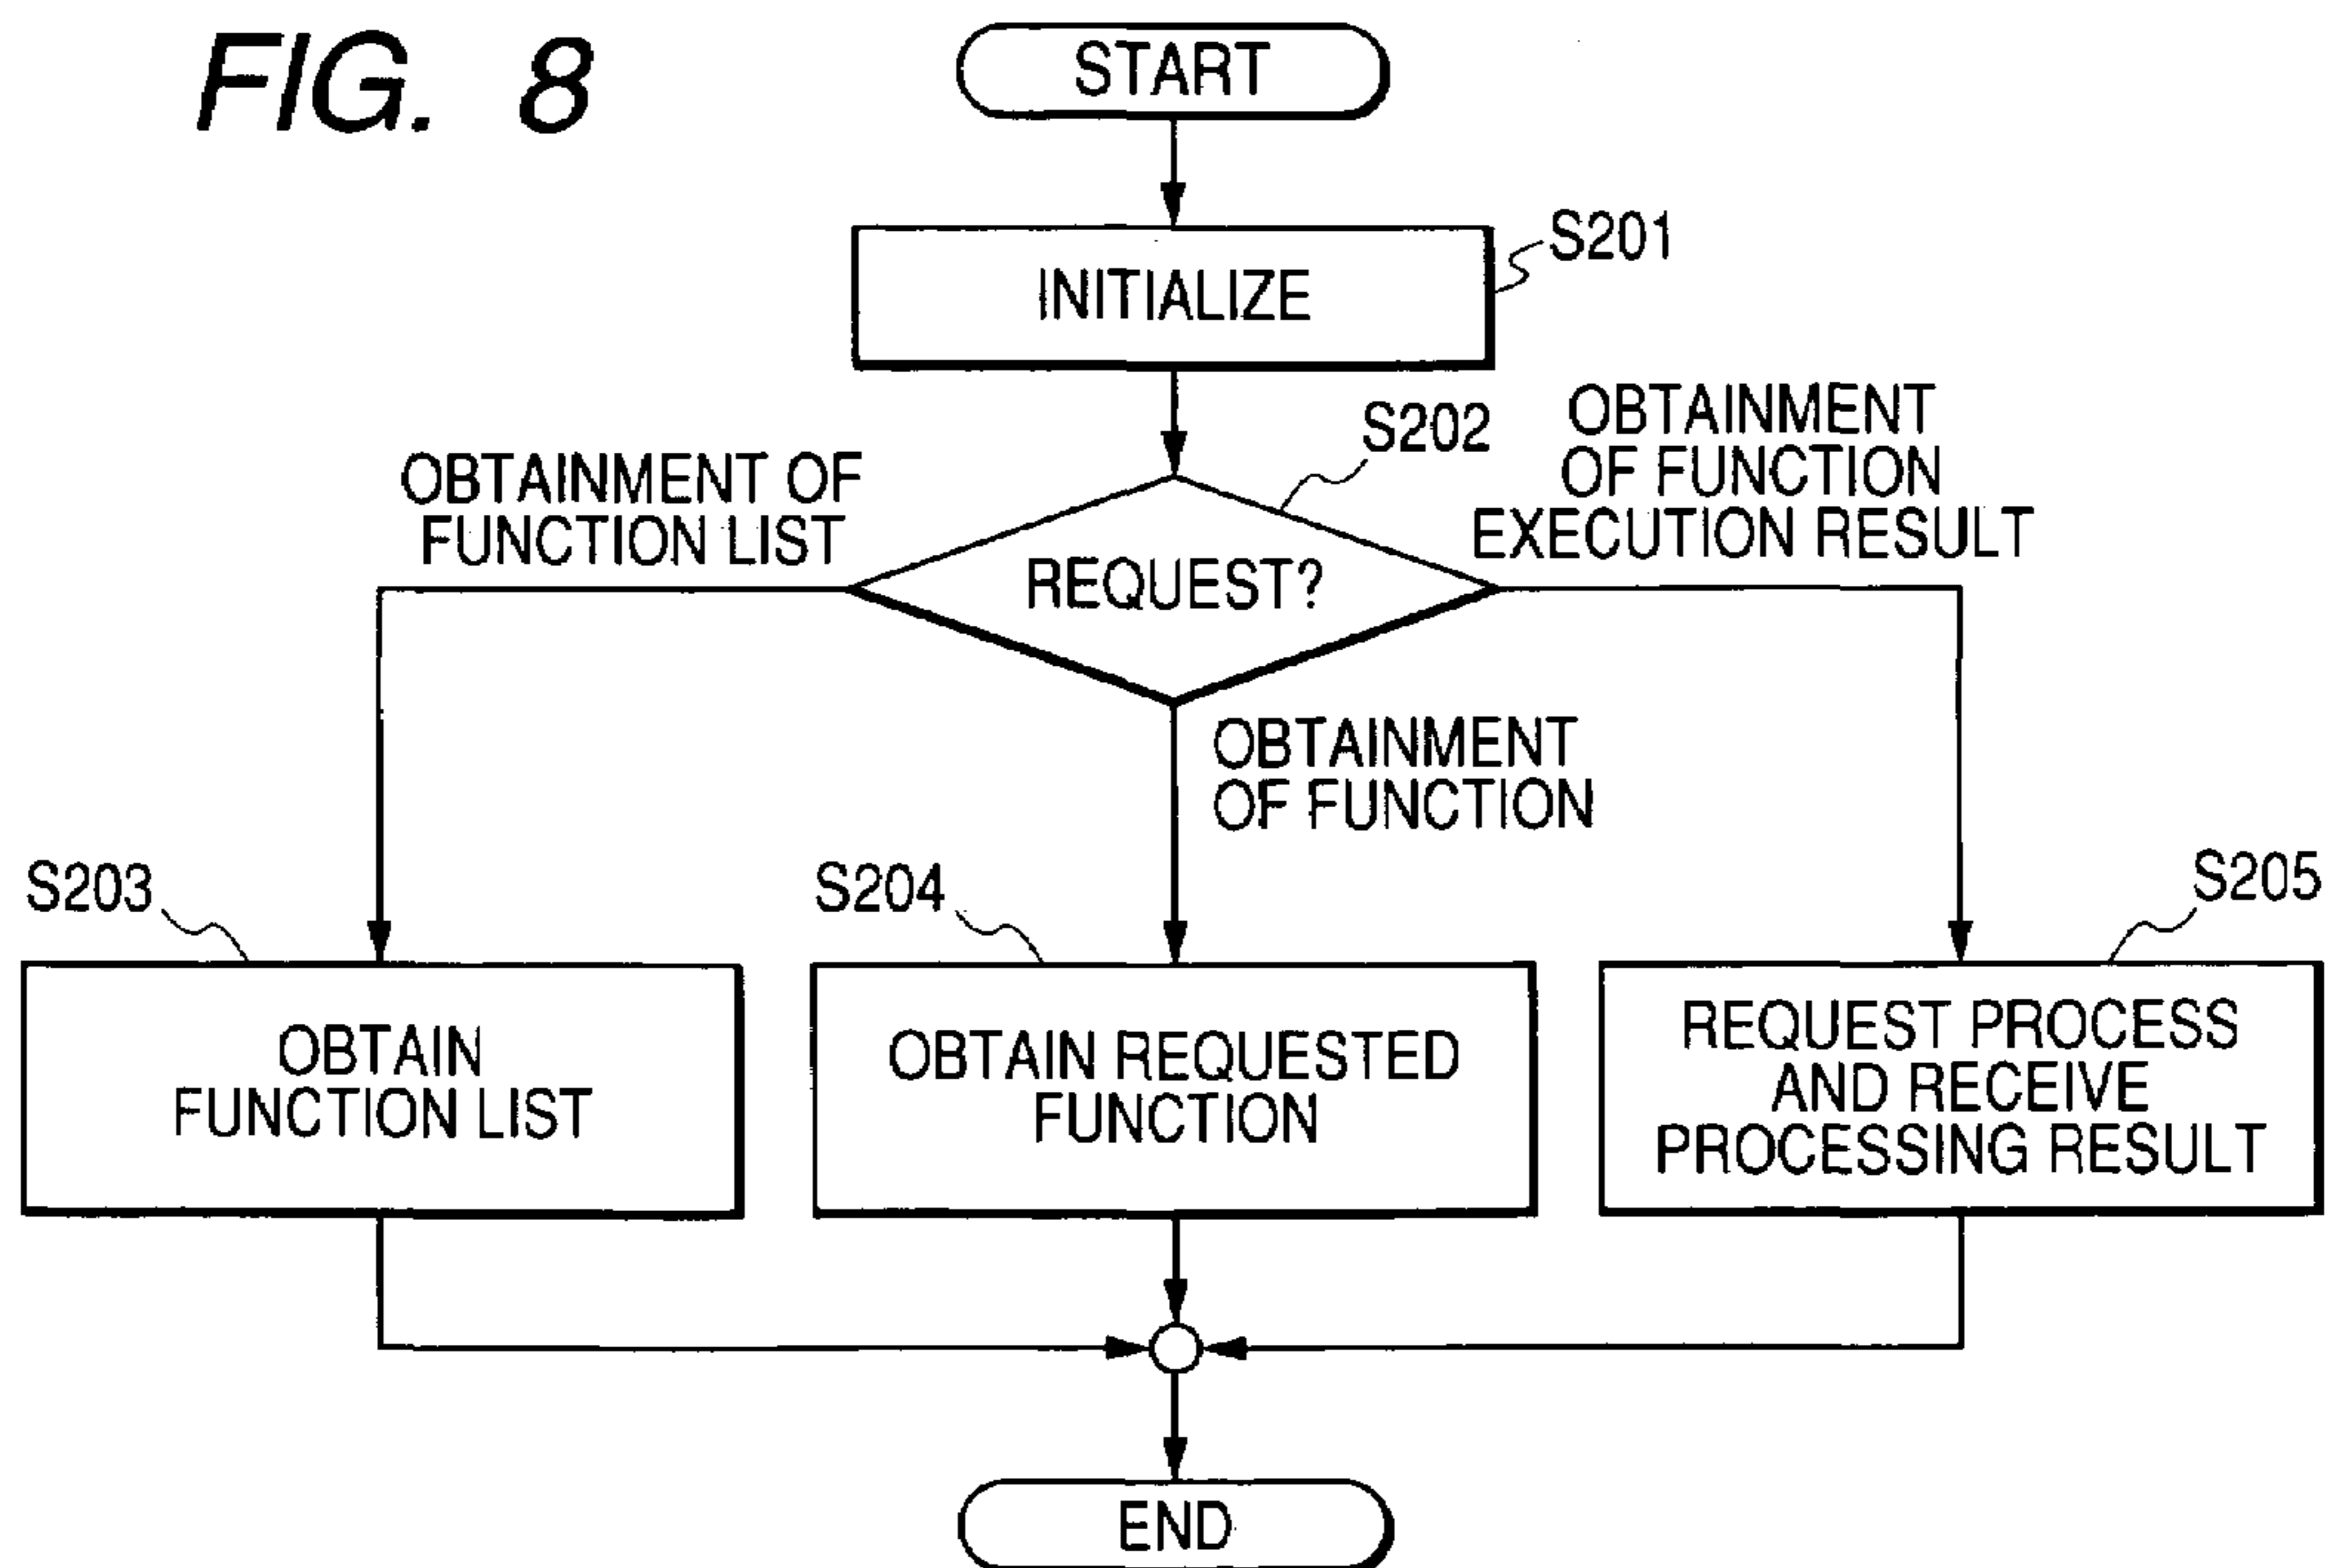 FIG. 8
START
INITIALIZE
S201
S202
OBTAINMENT OF
FUNCTION LIST
REQUEST?
OBTAINMENT
OF FUNCTION
EXECUTION RESULT
OBTAINMENT
OF FUNCTION
S203
OBTAIN
FUNCTION LIST
S204
OBTAIN REQUESTED
FUNCTION
S205
REQUEST PROCESS
AND RECEIVE
PROCESSING RESULT
END